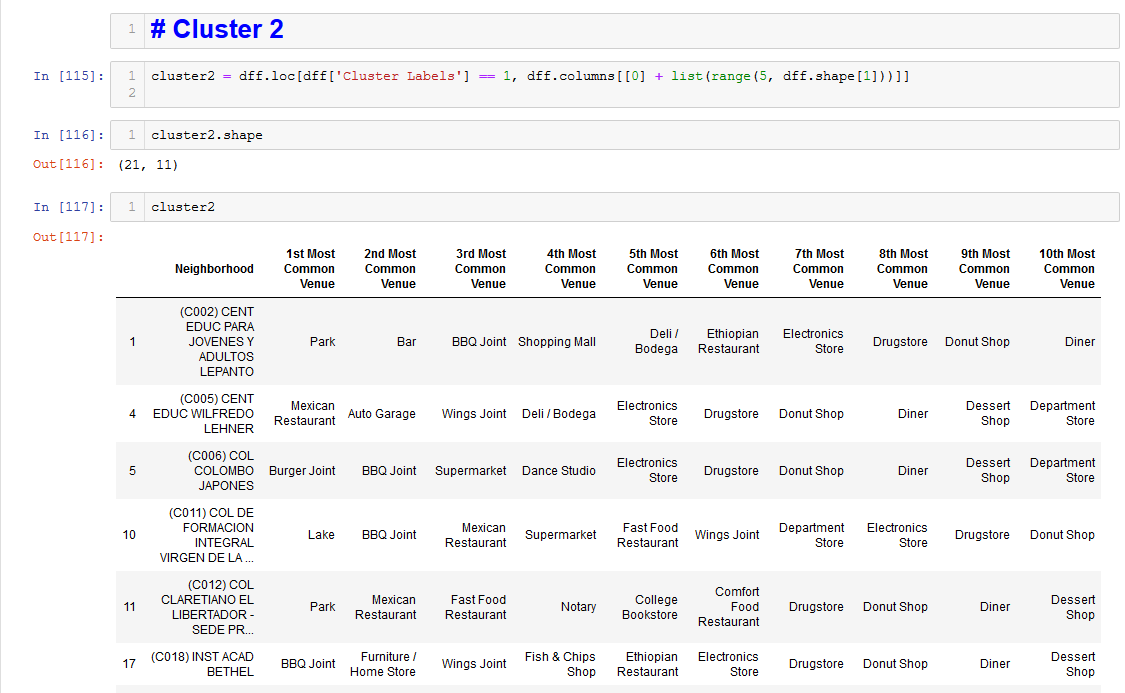 1 # Cluster 2
In [115]: 1 cluster2 = dff.loc[dff['Cluster Labels'] == 1, dff.columns[[0] + list(range(5, dff.shape[1]))]]
2
In [116]: 1 cluster2.shape
Out[116]: (21, 11)
In [117]: 1 cluster2
Out[117]:
Neighborhood 1st Most Common Venue 2nd Most Common Venue 3rd Most Common Venue 4th Most Common Venue 5th Most Common Venue 6th Most Common Venue 7th Most Common Venue 8th Most Common Venue 9th Most Common Venue 10th Most Common Venue
1 (C002) CENT EDUC PARA JOVENES Y ADULTOS LEPANTO Park Bar BBQ Joint Shopping Mall Deli / Bodega Ethiopian Restaurant Electronics Store Drugstore Donut Shop Diner
4 (C005) CENT EDUC WILFREDO LEHNER Mexican Restaurant Auto Garage Wings Joint Deli / Bodega Electronics Store Drugstore Donut Shop Diner Dessert Shop Department Store
5 (C006) COL COLOMBO JAPONES Burger Joint BBQ Joint Supermarket Dance Studio Electronics Store Drugstore Donut Shop Diner Dessert Shop Department Store
10 (C011) COL DE FORMACION INTEGRAL VIRGEN DE LA ... Lake BBQ Joint Mexican Restaurant Supermarket Fast Food Restaurant Wings Joint Department Store Electronics Store Drugstore Donut Shop
11 (C012) COL CLARETIANO EL LIBERTADOR - SEDE PR... Park Mexican Restaurant Fast Food Restaurant Notary College Bookstore Comfort Food Restaurant Drugstore Donut Shop Diner Dessert Shop
17 (C018) INST ACAD BETHEL BBQ Joint Furniture / Home Store Wings Joint Fish & Chips Shop Ethiopian Restaurant Electronics Store Drugstore Donut Shop Diner Dessert Shop